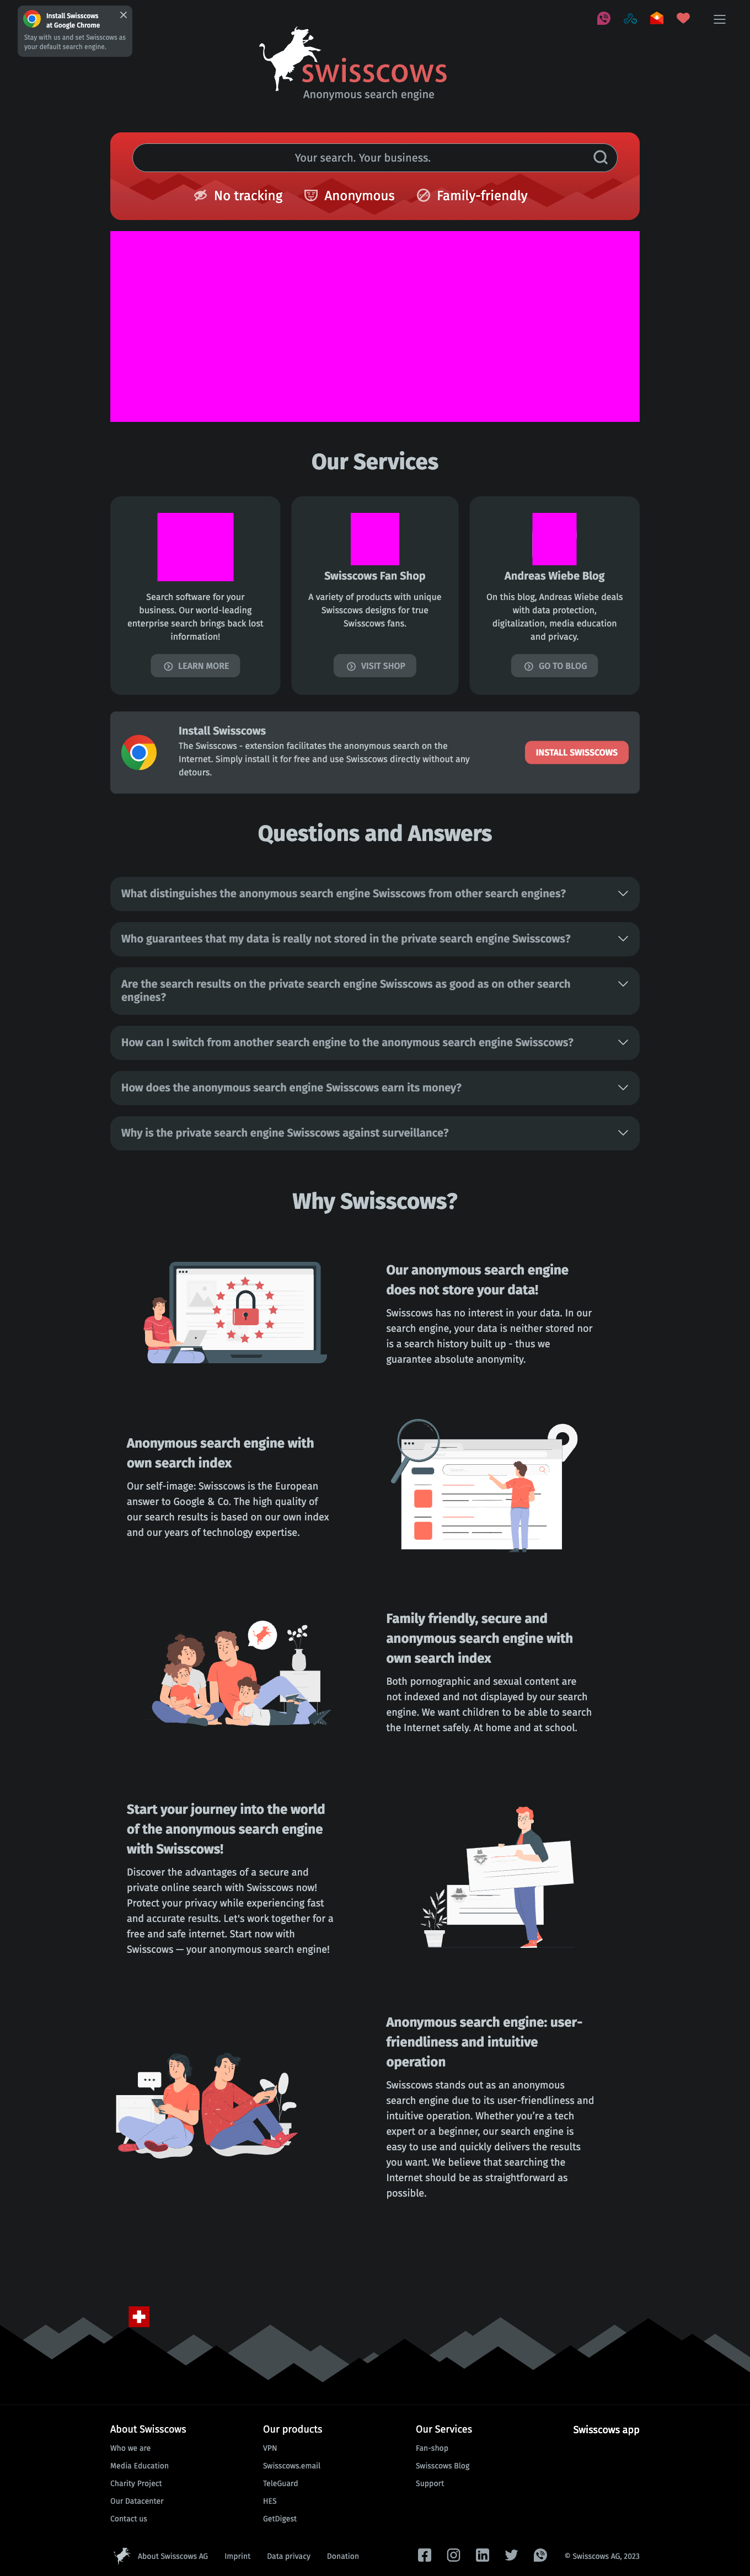 Install Swisscows
at Google Chrome
Stay with us and set Swisscows as
your default search engine.
swisscows
Anonymous search engine
Your search. Your business.
No tracking
Anonymous
Family-friendly
Our Services
Search software for your
business. Our world-leading
enterprise search brings back lost
information!
LEARN MORE
Swisscows Fan Shop
A variety of products with unique
Swisscows designs for true
Swisscows fans.
VISIT SHOP
Andreas Wiebe Blog
On this blog, Andreas Wiebe deals
with data protection,
digitalization, media education
and privacy.
GO TO BLOG
Install Swisscows
The Swisscows - extension facilitates the anonymous search on the
Internet. Simply install it for free and use Swisscows directly without any
detours.
INSTALL SWISSCOWS
Questions and Answers
What distinguishes the anonymous search engine Swisscows from other search engines?
Who guarantees that my data is really not stored in the private search engine Swisscows?
Are the search results on the private search engine Swisscows as good as on other search
engines?
How can I switch from another search engine to the anonymous search engine Swisscows?
How does the anonymous search engine Swisscows earn its money?
Why is the private search engine Swisscows against surveillance?
Why Swisscows?
Our anonymous search engine
does not store your data!
Swisscows has no interest in your data. In our
search engine, your data is neither stored nor
is a search history built up - thus we
guarantee absolute anonymity.
Anonymous search engine with
own search index
Our self-image: Swisscows is the European
answer to Google & Co. The high quality of
our search results is based on our own index
and our years of technology expertise.
Family friendly, secure and
anonymous search engine with
own search index
Both pornographic and sexual content are
not indexed and not displayed by our search
engine. We want children to be able to search
the Internet safely. At home and at school.
Start your journey into the world
of the anonymous search engine
with Swisscows!
Discover the advantages of a secure and
private online search with Swisscows now!
Protect your privacy while experiencing fast
and accurate results. Let's work together for a
free and safe internet. Start now with
Swisscows — your anonymous search engine!
Anonymous search engine: user-
friendliness and intuitive
operation
Swisscows stands out as an anonymous
search engine due to its user-friendliness and
intuitive operation. Whether you’re a tech
expert or a beginner, our search engine is
easy to use and quickly delivers the results
you want. We believe that searching the
Internet should be as straightforward as
possible.
About Swisscows
Who we are
Media Education
Charity Project
Our Datacenter
Contact us
Our products
VPN
Swisscows.email
TeleGuard
HES
GetDigest
Our Services
Fan-shop
Swisscows Blog
Support
Swisscows app
About Swisscows AG
Imprint
Data privacy
Donation
© Swisscows AG, 2023